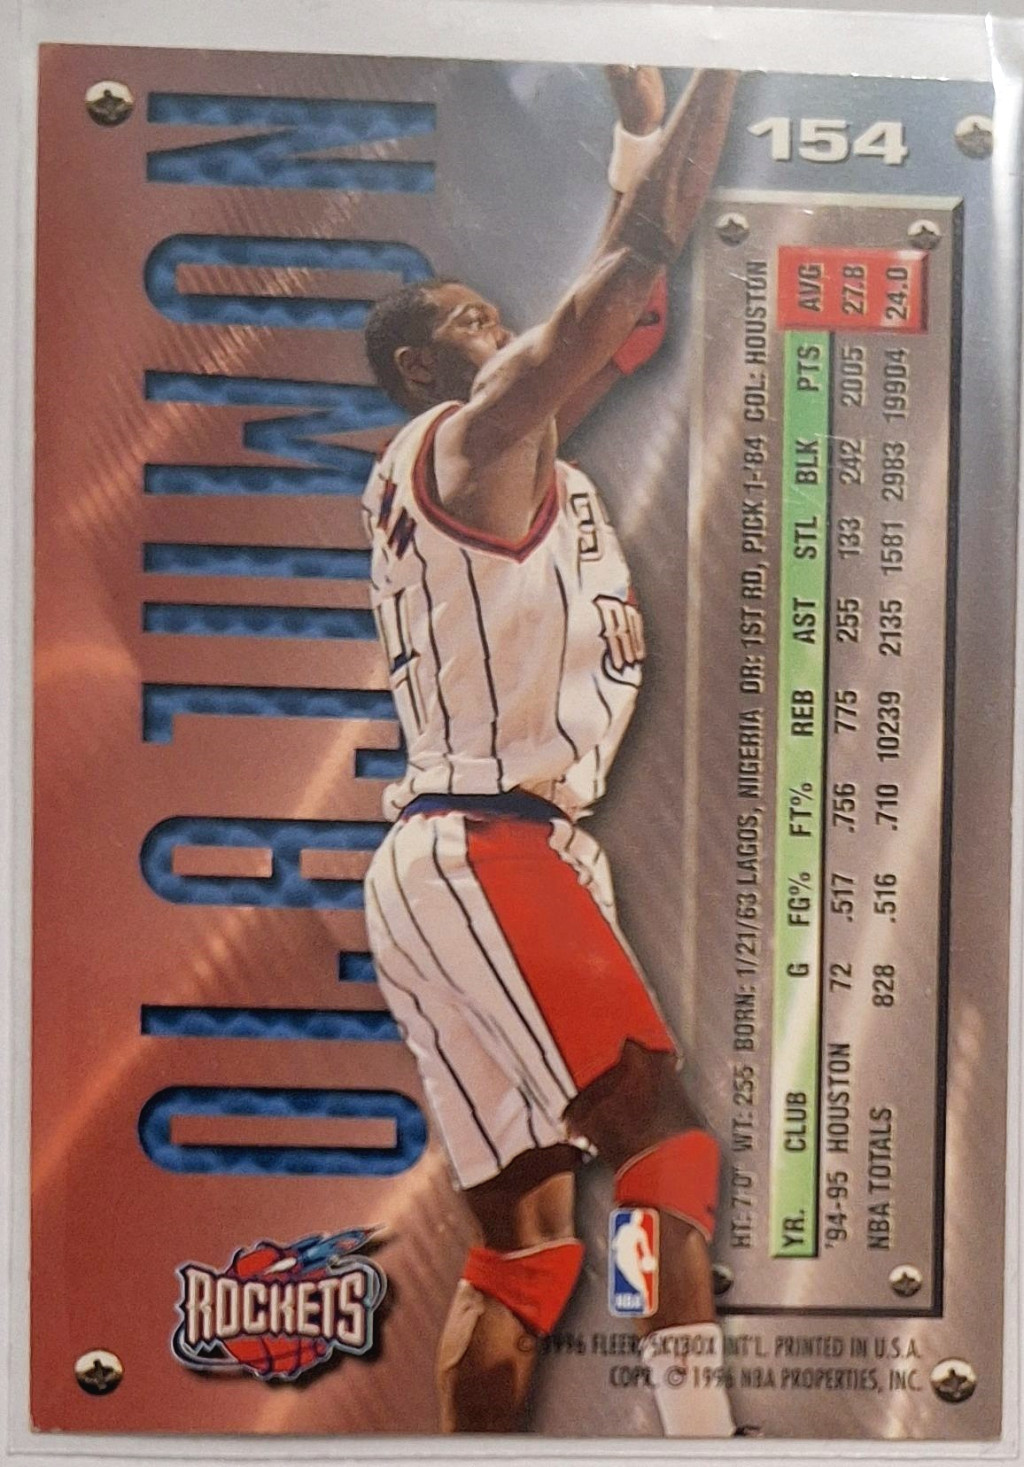 154
OLAJUWON
ROCKETS
HT: 7'0" WT: 255 BORN: 1/21/63 LAGOS, NIGERIA DR: 1ST RD, PICK 1-'84 COL: HOUSTON
YR. CLUB G FG% FT% REB AST STL BLK PTS AVG
'94-95 HOUSTON 72 .517 .756 775 255 133 242 2005 27.8
NBA TOTALS 828 .516 .710 10239 2135 1581 2983 19904 24.0
NBA
© 1996 FLEER/SKYBOX INT'L. PRINTED IN U.S.A.
COPR. © 1996 NBA PROPERTIES, INC.